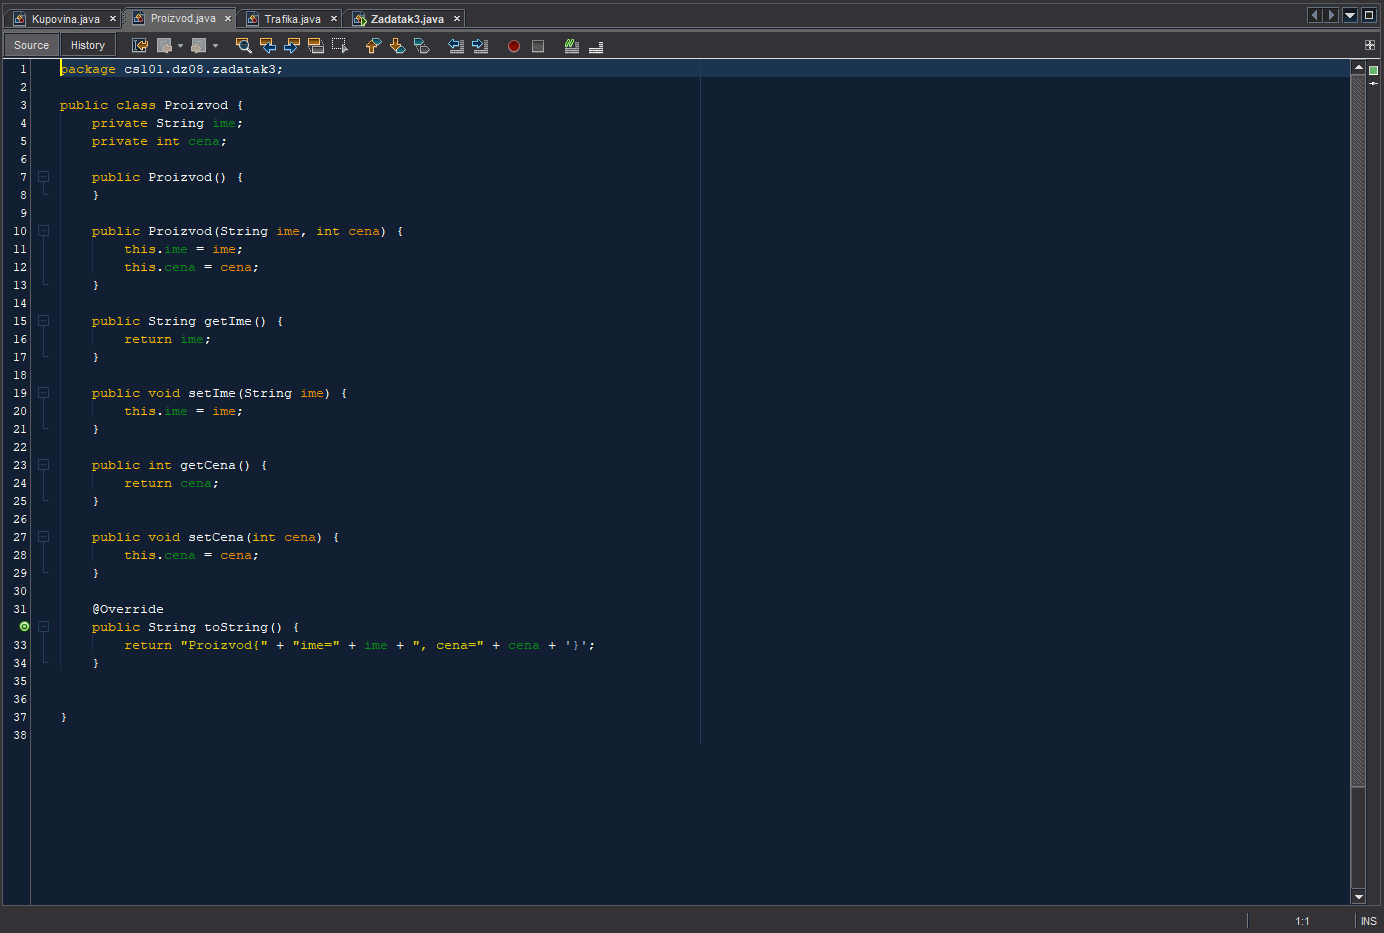 Kupovina.java × Proizvod.java × Trafika.java × Zadatak3.java ×
Source History
1 package cs101.dz08.zadatak3;
2
3 public class Proizvod {
4     private String ime;
5     private int cena;
6
7     public Proizvod() {
8     }
9
10     public Proizvod(String ime, int cena) {
11         this.ime = ime;
12         this.cena = cena;
13     }
14
15     public String getIme() {
16         return ime;
17     }
18
19     public void setIme(String ime) {
20         this.ime = ime;
21     }
22
23     public int getCena() {
24         return cena;
25     }
26
27     public void setCena(int cena) {
28         this.cena = cena;
29     }
30
31     @Override
    public String toString() {
33         return "Proizvod{" + "ime=" + ime + ", cena=" + cena + '}';
34     }
35
36
37 }
38
1:1 INS